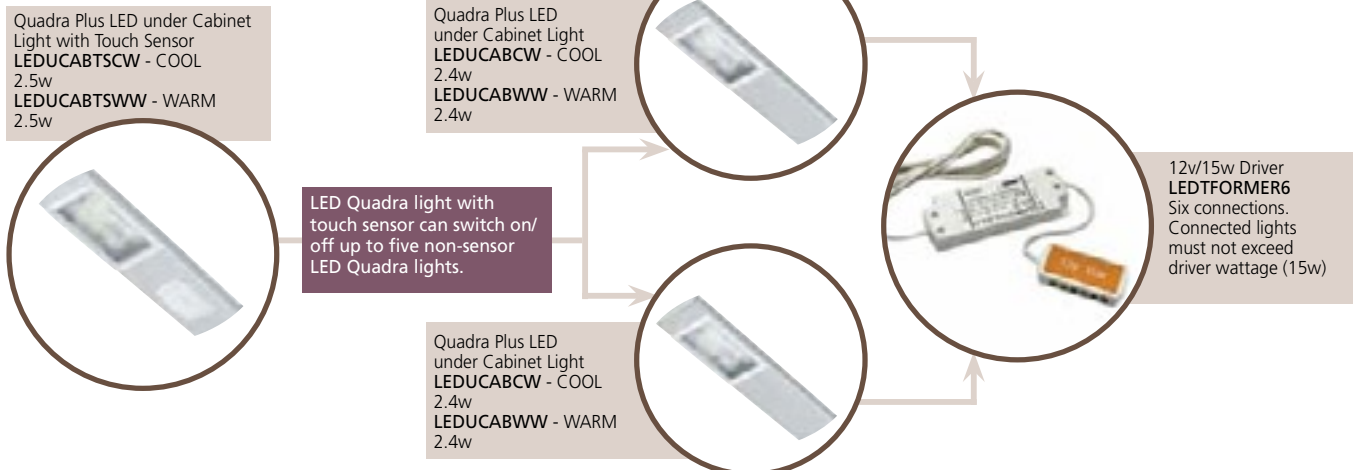 Quadra Plus LED under Cabinet
Light with Touch Sensor
LEDUCABTSCW - COOL
2.5w
LEDUCABTSWW - WARM
2.5w
LED Quadra light with
touch sensor can switch on/
off up to five non-sensor
LED Quadra lights.
Quadra Plus LED
under Cabinet Light
LEDUCABCW - COOL
2.4w
LEDUCABWW - WARM
2.4w
Quadra Plus LED
under Cabinet Light
LEDUCABCW - COOL
2.4w
LEDUCABWW - WARM
2.4w
12v 15w
12v/15w Driver
LEDTFORMER6
Six connections.
Connected lights
must not exceed
driver wattage (15w)